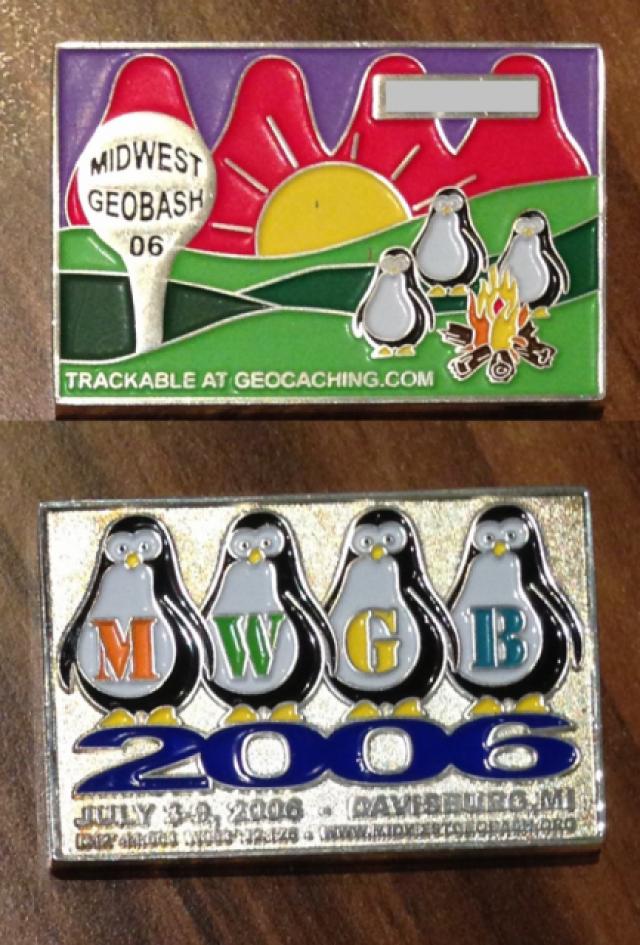 MIDWEST
GEOBASH
06
TRACKABLE AT GEOCACHING.COM
M W G B
2006
JULY 3-9, 2006 • DAVISBURG, MI